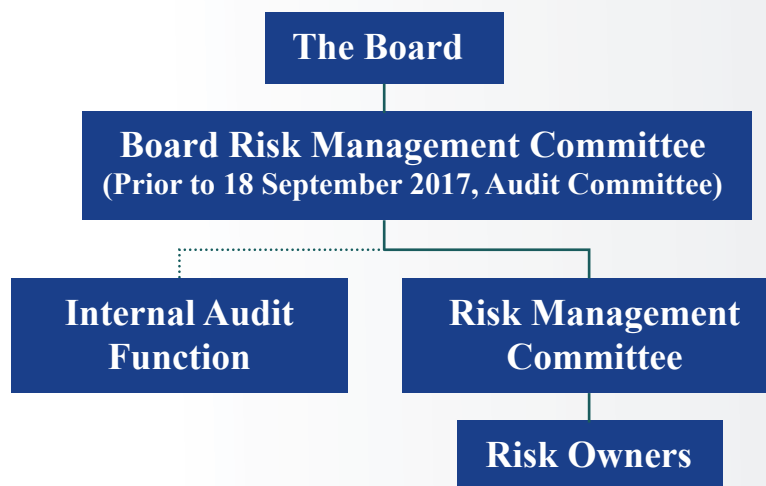 The Board
Board Risk Management Committee
(Prior to 18 September 2017, Audit Committee)
Internal Audit
Function
Risk Management
Committee
Risk Owners